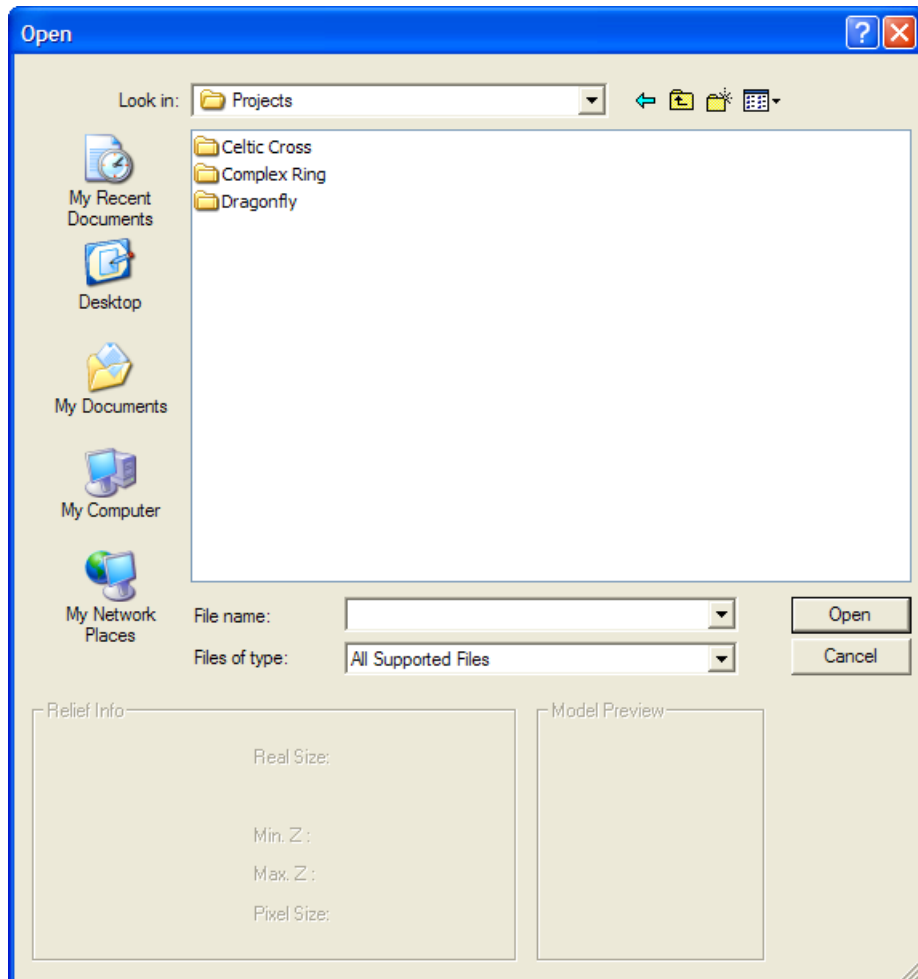 Open
Look in: Projects
Celtic Cross
Complex Ring
Dragonfly
My Recent
Documents
Desktop
My Documents
My Computer
My Network
Places
File name:
Open
Files of type: All Supported Files
Cancel
Relief Info
Model Preview
Real Size:
Min. Z :
Max. Z :
Pixel Size: